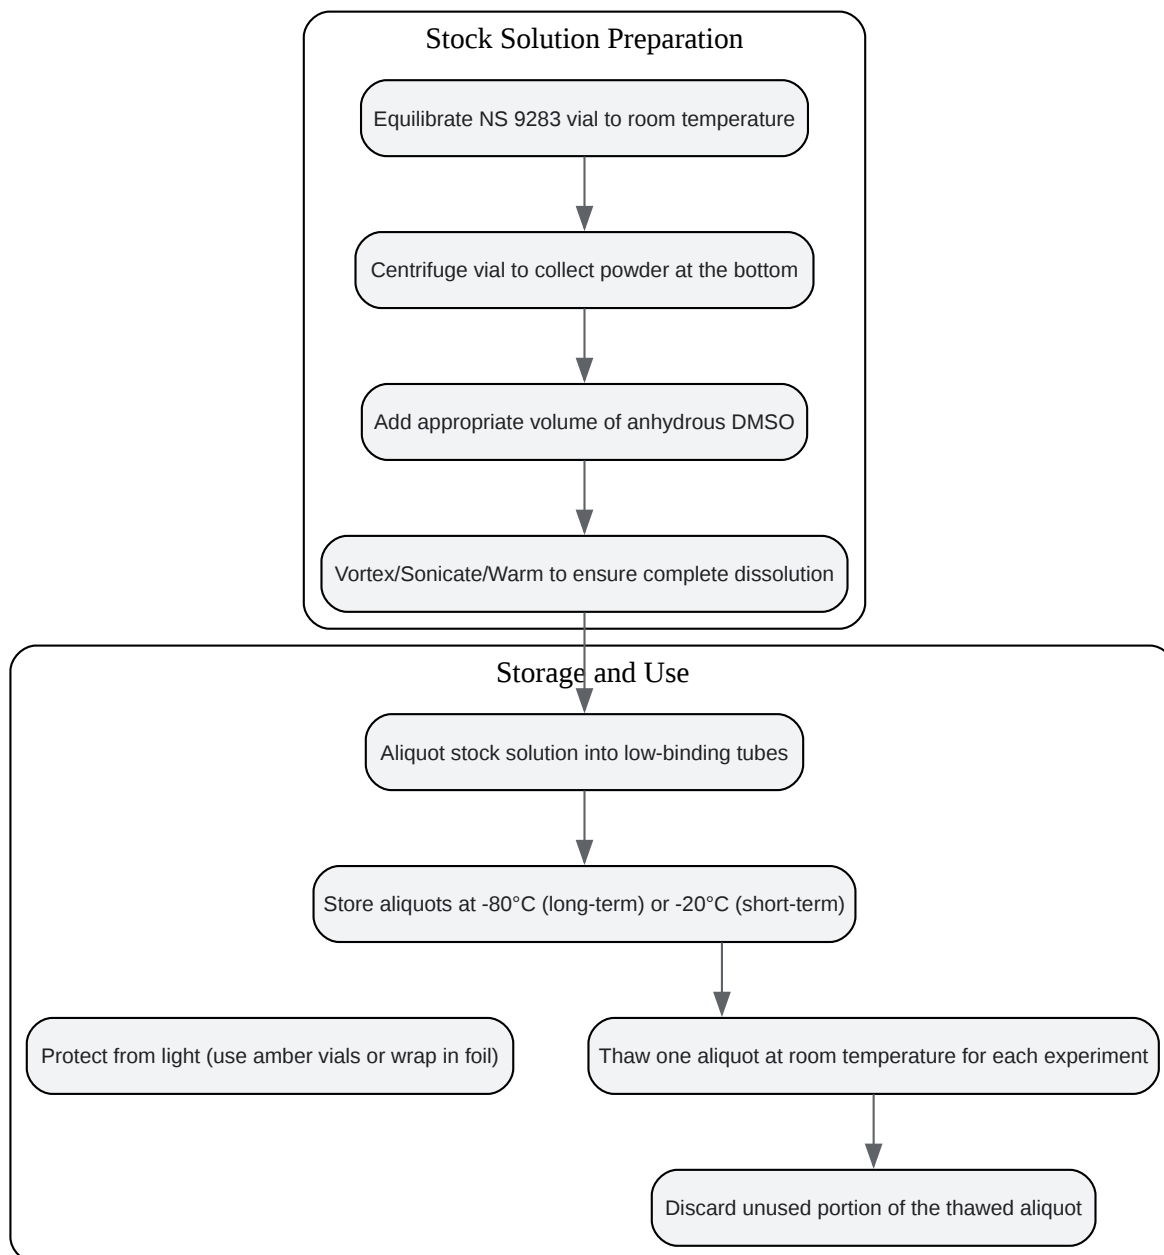 Stock Solution Preparation
Equilibrate NS 9283 vial to room temperature
Centrifuge vial to collect powder at the bottom
Add appropriate volume of anhydrous DMSO
Vortex/Sonicate/Warm to ensure complete dissolution
Storage and Use
Aliquot stock solution into low-binding tubes
Store aliquots at -80°C (long-term) or -20°C (short-term)
Protect from light (use amber vials or wrap in foil)
Thaw one aliquot at room temperature for each experiment
Discard unused portion of the thawed aliquot